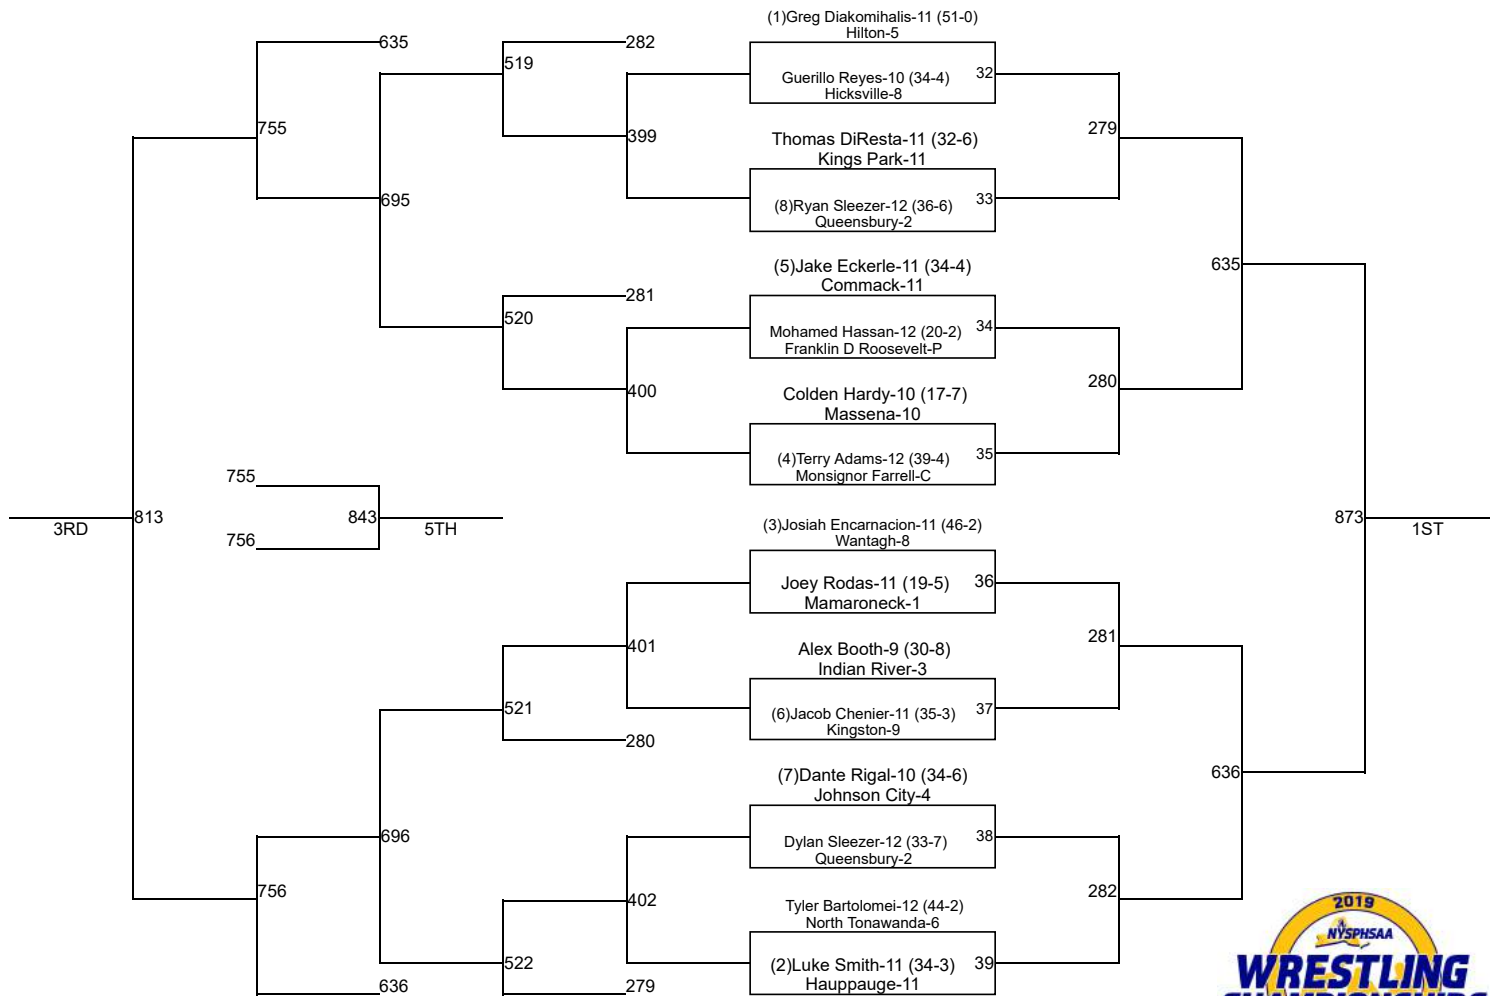 (1)Greg Diakomihalis-11 (51-0)
Hilton-5
635
282
519
Guerillo Reyes-10 (34-4)
32
Hicksville-8
755
279
399
Thomas DiResta-11 (32-6)
Kings Park-11
695
(8)Ryan Sleezer-12 (36-6)
33
Queensbury-2
635
(5)Jake Eckerle-11 (34-4)
Commack-11
281
520
Mohamed Hassan-12 (20-2)
34
Franklin D Roosevelt-P
280
400
Colden Hardy-10 (17-7)
Massena-10
(4)Terry Adams-12 (39-4)
35
Monsignor Farrell-C
755
813
3RD
843
5TH
873
1ST
756
(3)Josiah Encarnacion-11 (46-2)
Wantagh-8
Joey Rodas-11 (19-5)
36
Mamaroneck-1
281
401
Alex Booth-9 (30-8)
Indian River-3
521
(6)Jacob Chenier-11 (35-3)
37
Kingston-9
280
636
(7)Dante Rigal-10 (34-6)
Johnson City-4
696
Dylan Sleezer-12 (33-7)
38
Queensbury-2
756
282
402
Tyler Bartolomei-12 (44-2)
North Tonawanda-6
522
(2)Luke Smith-11 (34-3)
39
Hauppauge-11
636
279
2019
NYSPHSAA
WRESTLING